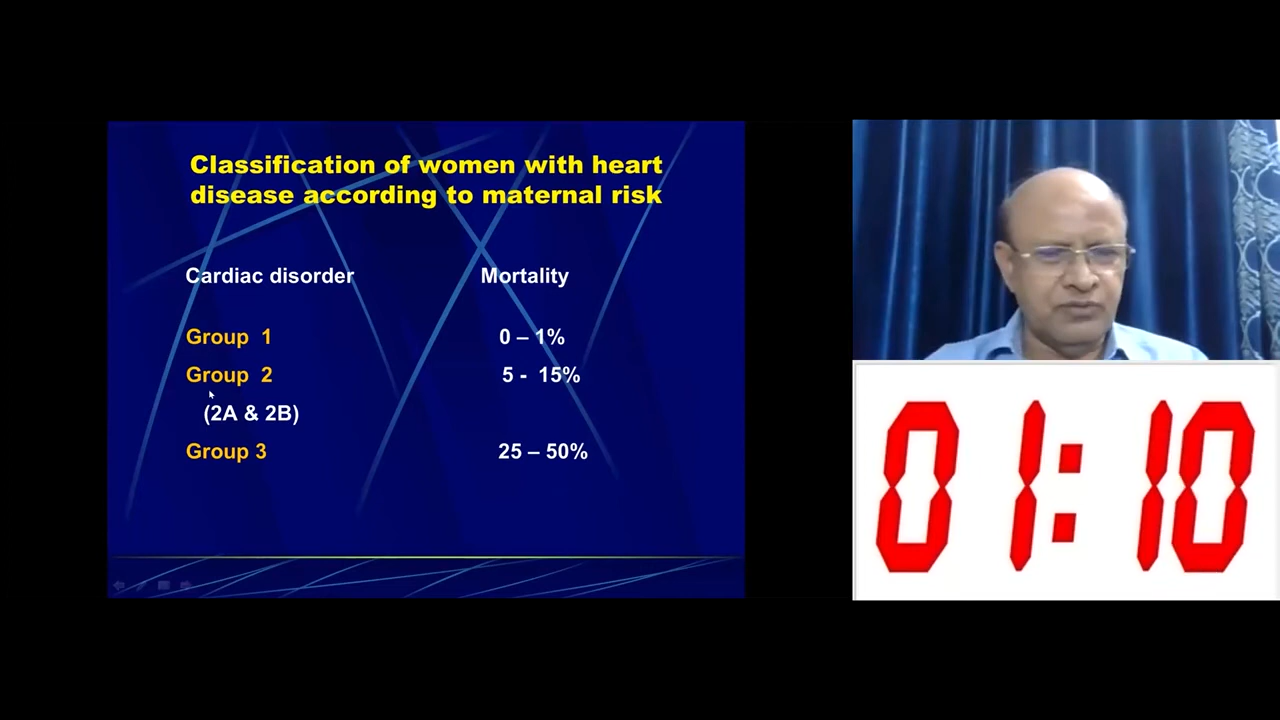 Classification of women with heart
disease according to maternal risk
Cardiac disorder Mortality
Group 1 0 – 1%
Group 2 5 - 15%
(2A & 2B)
Group 3 25 – 50%
01:10